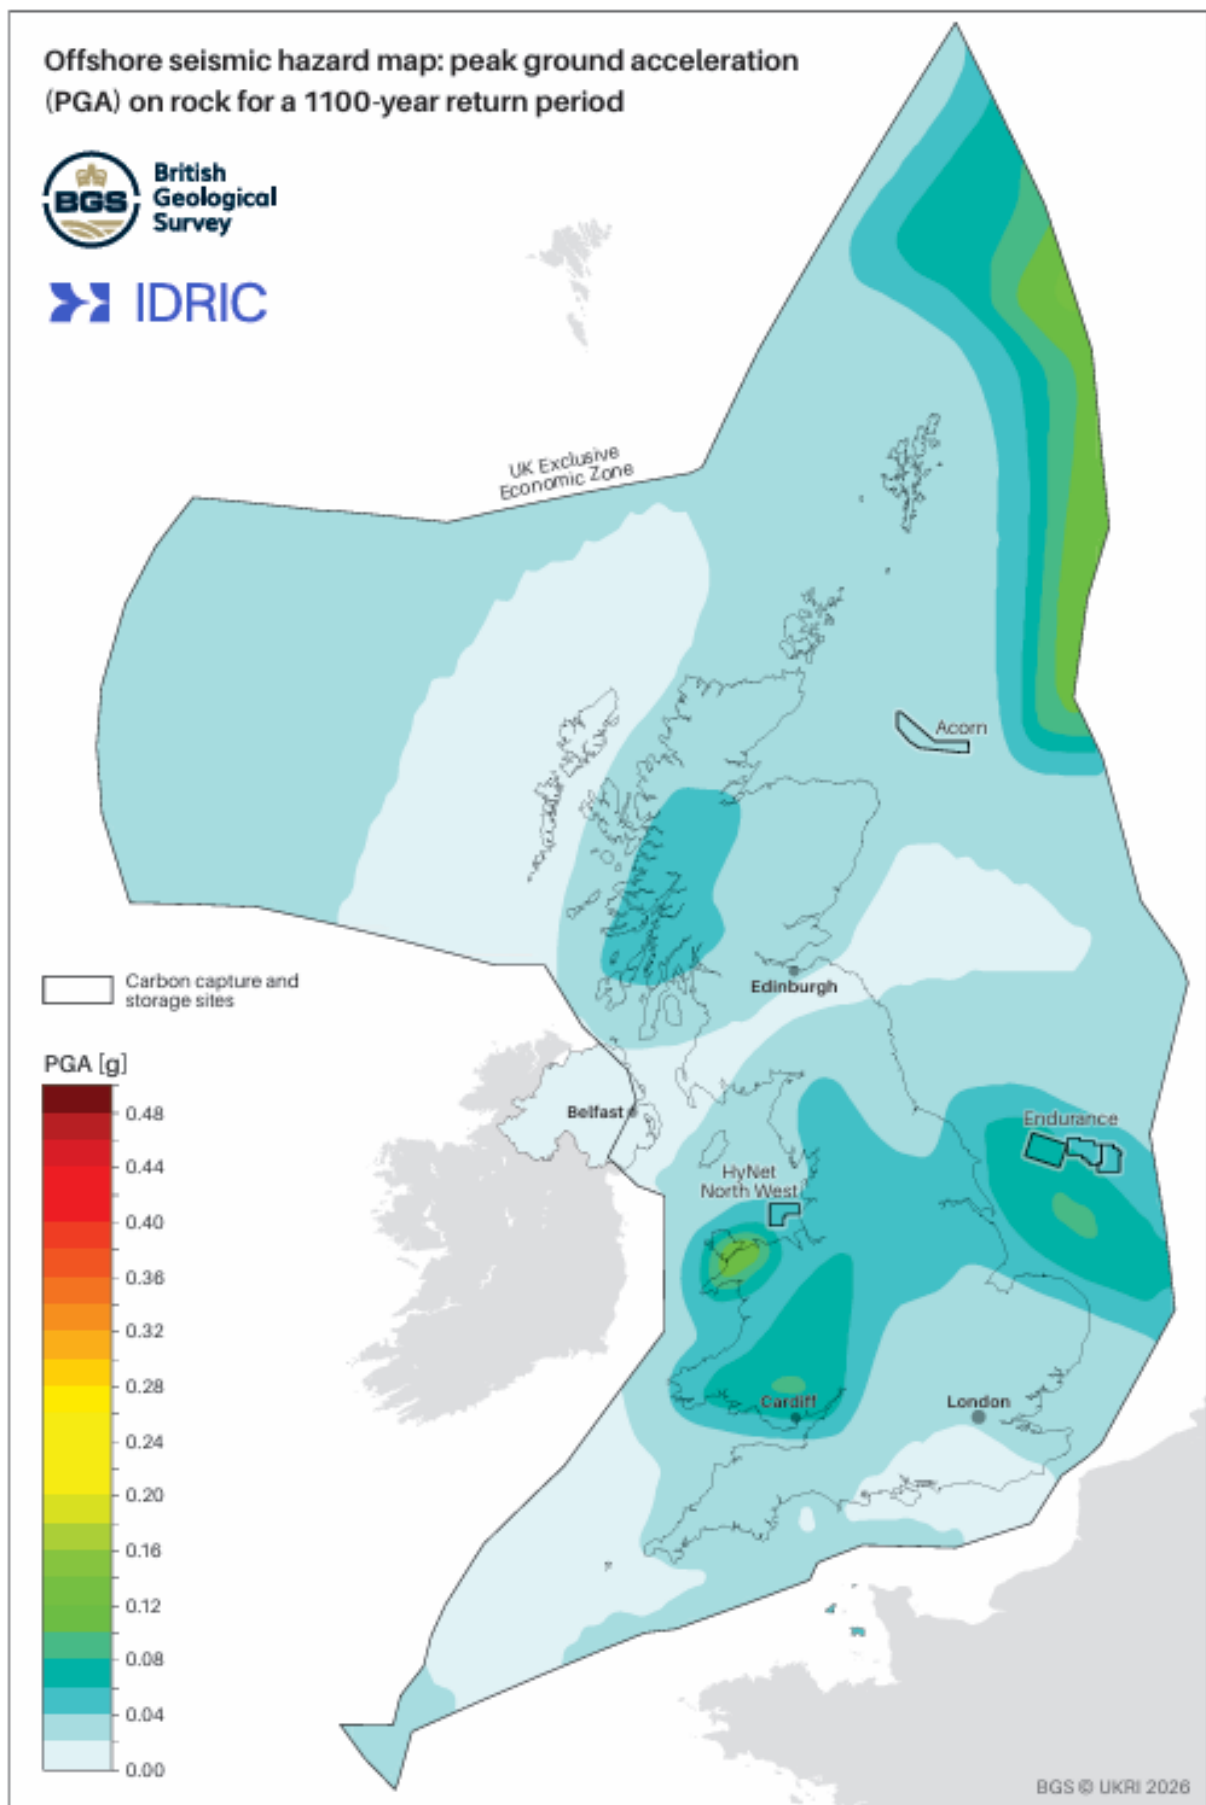 Offshore seismic hazard map: peak ground acceleration
(PGA) on rock for a 1100-year return period
BGS
British
Geological
Survey
IDRIC
UK Exclusive
Economic Zone
Acorn
Carbon capture and
storage sites
Edinburgh
PGA [g]
Belfast
Endurance
HyNet
North West
Cardiff
London
0.48
0.44
0.40
0.36
0.32
0.28
0.24
0.20
0.16
0.12
0.08
0.04
0.00
BGS © UKRI 2026